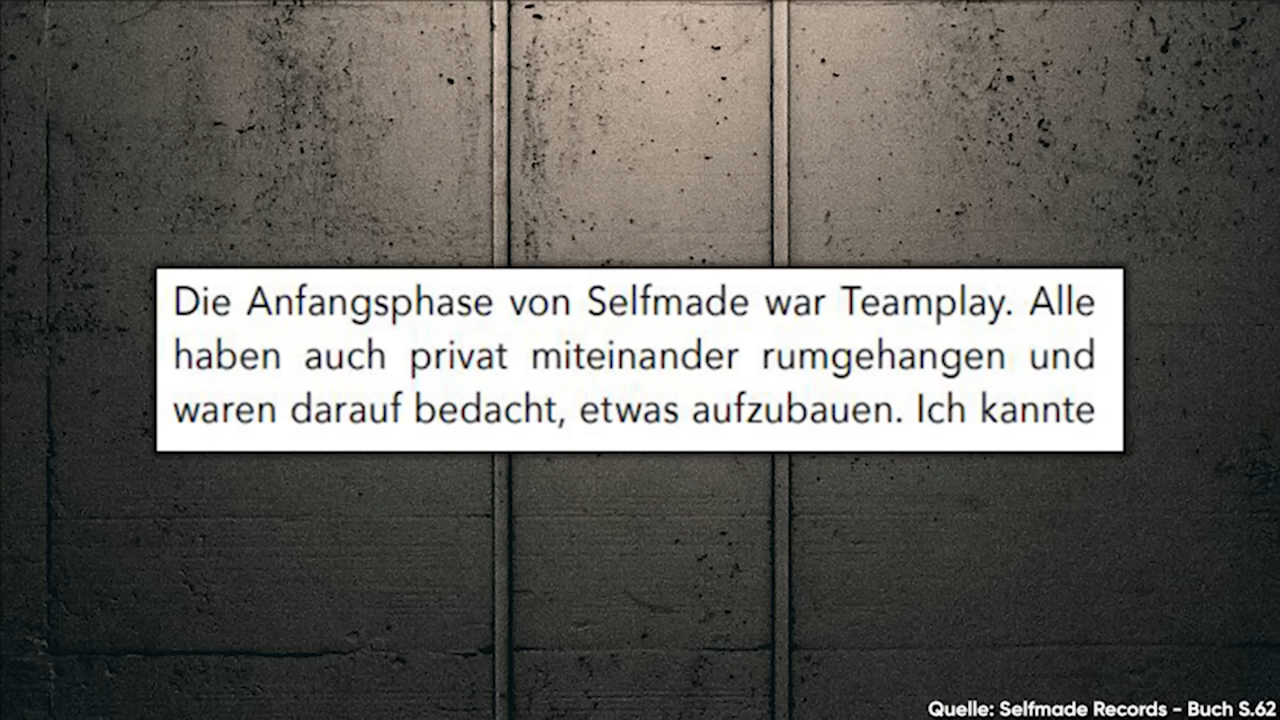 Die Anfangsphase von Selfmade war Teamplay. Alle
haben auch privat miteinander rumgehangen und
waren darauf bedacht, etwas aufzubauen. Ich kannte
Quelle: Selfmade Records - Buch S.62